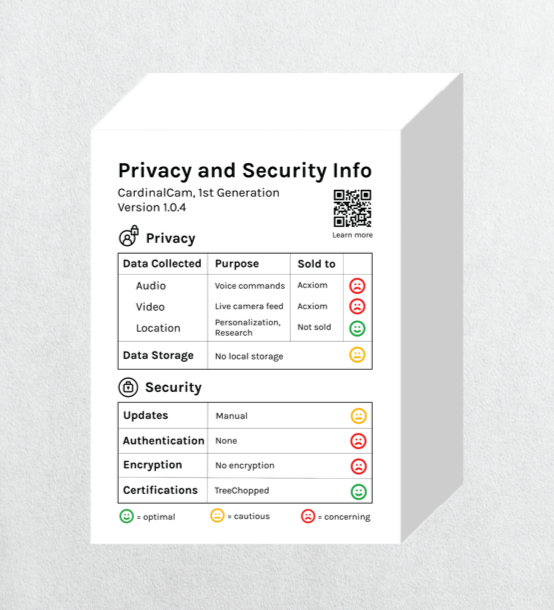 Privacy and Security Info
CardinalCam, 1st Generation
Version 1.0.4
Learn more
Privacy
Data Collected Purpose Sold to
Audio Voice commands Acxiom
Video Live camera feed Acxiom
Location Personalization, Research Not sold
Data Storage No local storage
Security
Updates Manual
Authentication None
Encryption No encryption
Certifications TreeChopped
= optimal = cautious = concerning